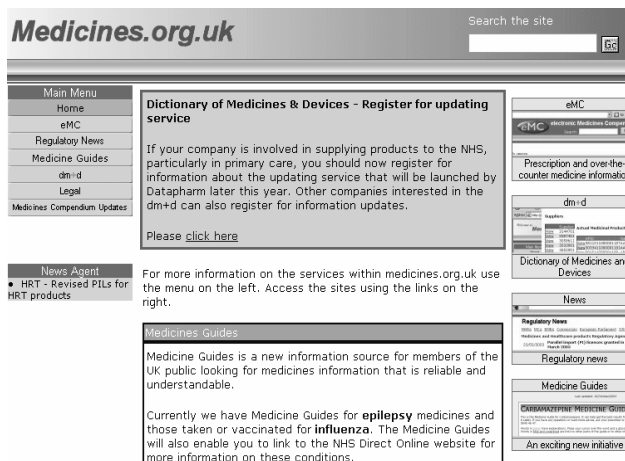 Medicines.org.uk
Search the site
Go
Main Menu
Home
eMC
Regulatory News
Medicine Guides
dm+d
Legal
Medicines Compendium Updates
News Agent
• HRT - Revised PILs for
HRT products
Dictionary of Medicines & Devices - Register for updating
service
If your company is involved in supplying products to the NHS,
particularly in primary care, you should now register for
information about the updating service that will be launched by
Datapharm later this year. Other companies interested in the
dm+d can also register for information updates.
Please click here
For more information on the services within medicines.org.uk use
the menu on the left. Access the sites using the links on the
right.
Medicines Guides
Medicine Guides is a new information source for members of the
UK public looking for medicines information that is reliable and
understandable.
Currently we have Medicine Guides for epilepsy medicines and
those taken or vaccinated for influenza. The Medicine Guides
will also enable you to link to the NHS Direct Online website for
more information on these conditions.
eMC
eMC electronic Medicines Compen
Prescription and over-the-
counter medicine informatio
dm+d
Suppliers
Dictionary of Medicines an
Devices
News
Regulatory News
Regulatory news
Medicine Guides
CARBAMAZEPINE MEDICINE GUID
An exciting new initiative